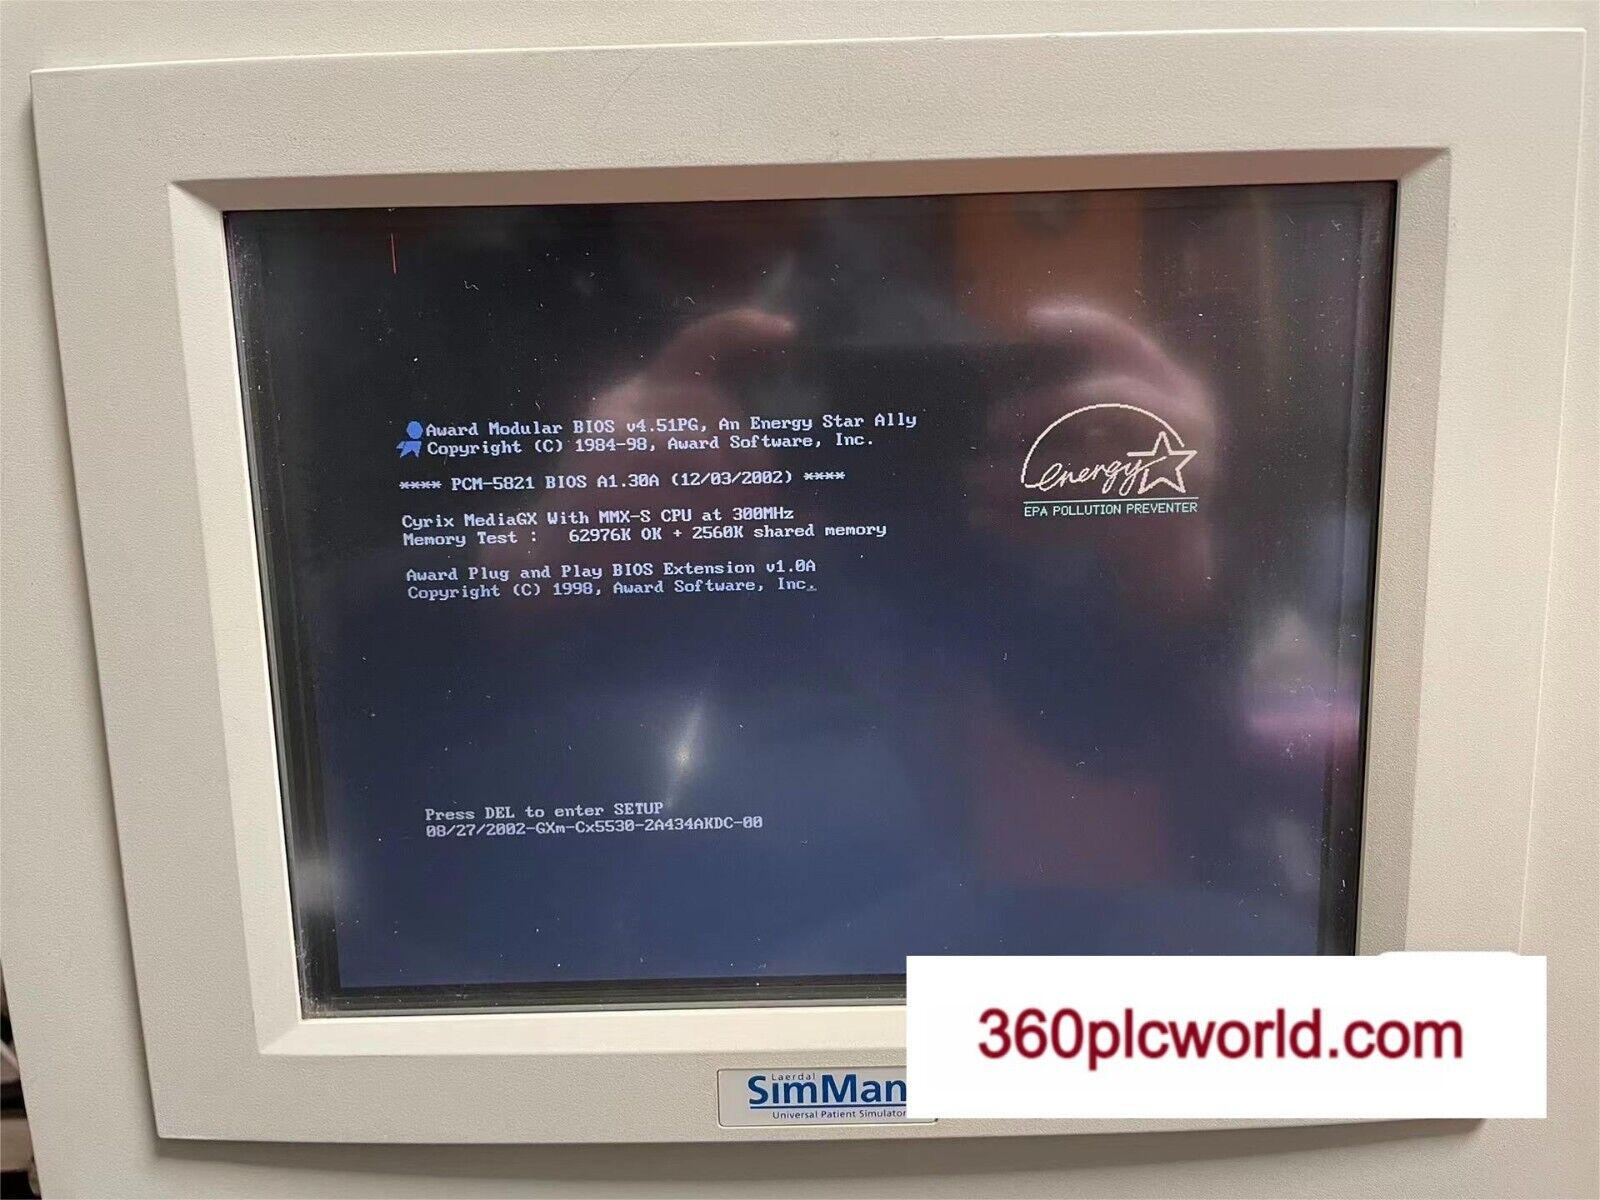 Award Modular BIOS v4.51PG, An Energy Star Ally
Copyright (C) 1984-98, Award Software, Inc.
energy
EPA POLLUTION PREVENTER
**** PCM-5821 BIOS A1.30A (12/03/2002) ****
Cyrix MediaGX With MMX-S CPU at 300MHz
Memory Test : 62976K OK + 2560K shared memory
Award Plug and Play BIOS Extension v1.0A
Copyright (C) 1998, Award Software, Inc.
Press DEL to enter SETUP
08/27/2002-GXm-Cx5530-2A434AKDC-00
360plcworld.com
Laerdal
SimMan
Universal Patient Simulator